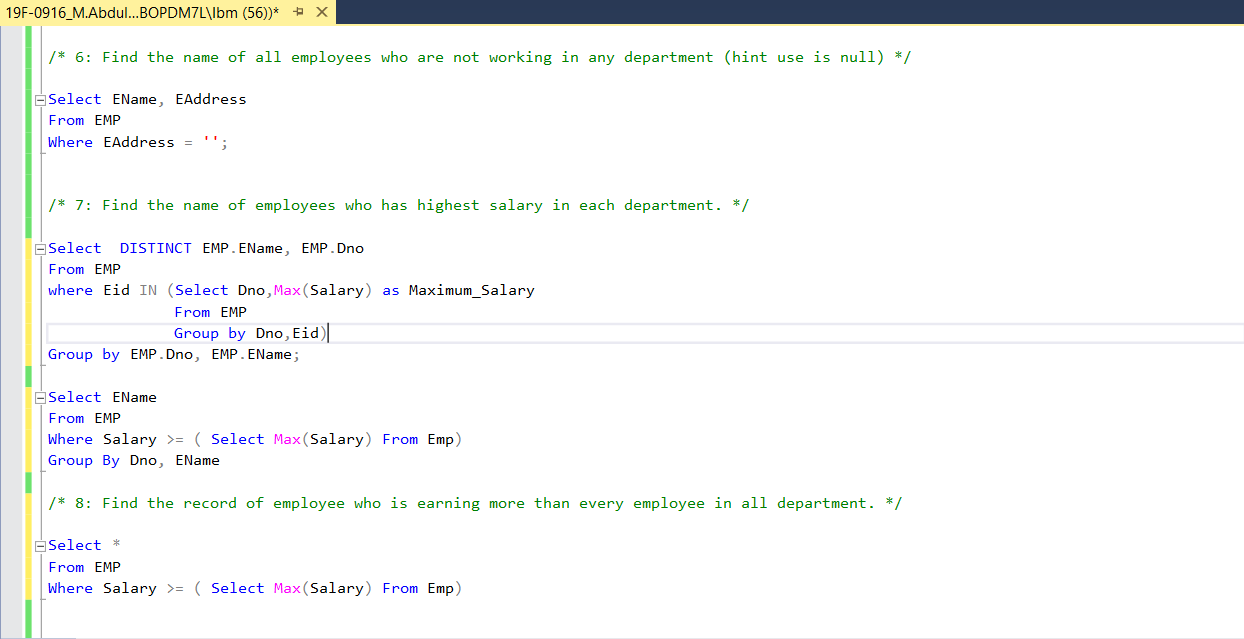 19F-0916_M.Abdul...BOPDM7L\Ibm (56))*
/* 6: Find the name of all employees who are not working in any department (hint use is null) */
Select EName, EAddress
From EMP
Where EAddress = '';
/* 7: Find the name of employees who has highest salary in each department. */
Select  DISTINCT EMP.EName, EMP.Dno
From EMP
where Eid IN (Select Dno,Max(Salary) as Maximum_Salary
From EMP
Group by Dno,Eid)
Group by EMP.Dno, EMP.EName;
Select EName
From EMP
Where Salary >= ( Select Max(Salary) From Emp)
Group By Dno, EName
/* 8: Find the record of employee who is earning more than every employee in all department. */
Select *
From EMP
Where Salary >= ( Select Max(Salary) From Emp)